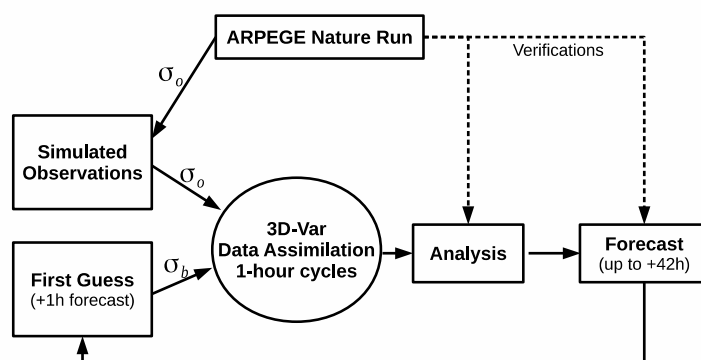 ARPEGE Nature Run
Verifications
σo
Simulated
Observations
σo
3D-Var
Data Assimilation
1-hour cycles
Analysis
Forecast
(up to +42h)
First Guess
(+1h forecast)
σb